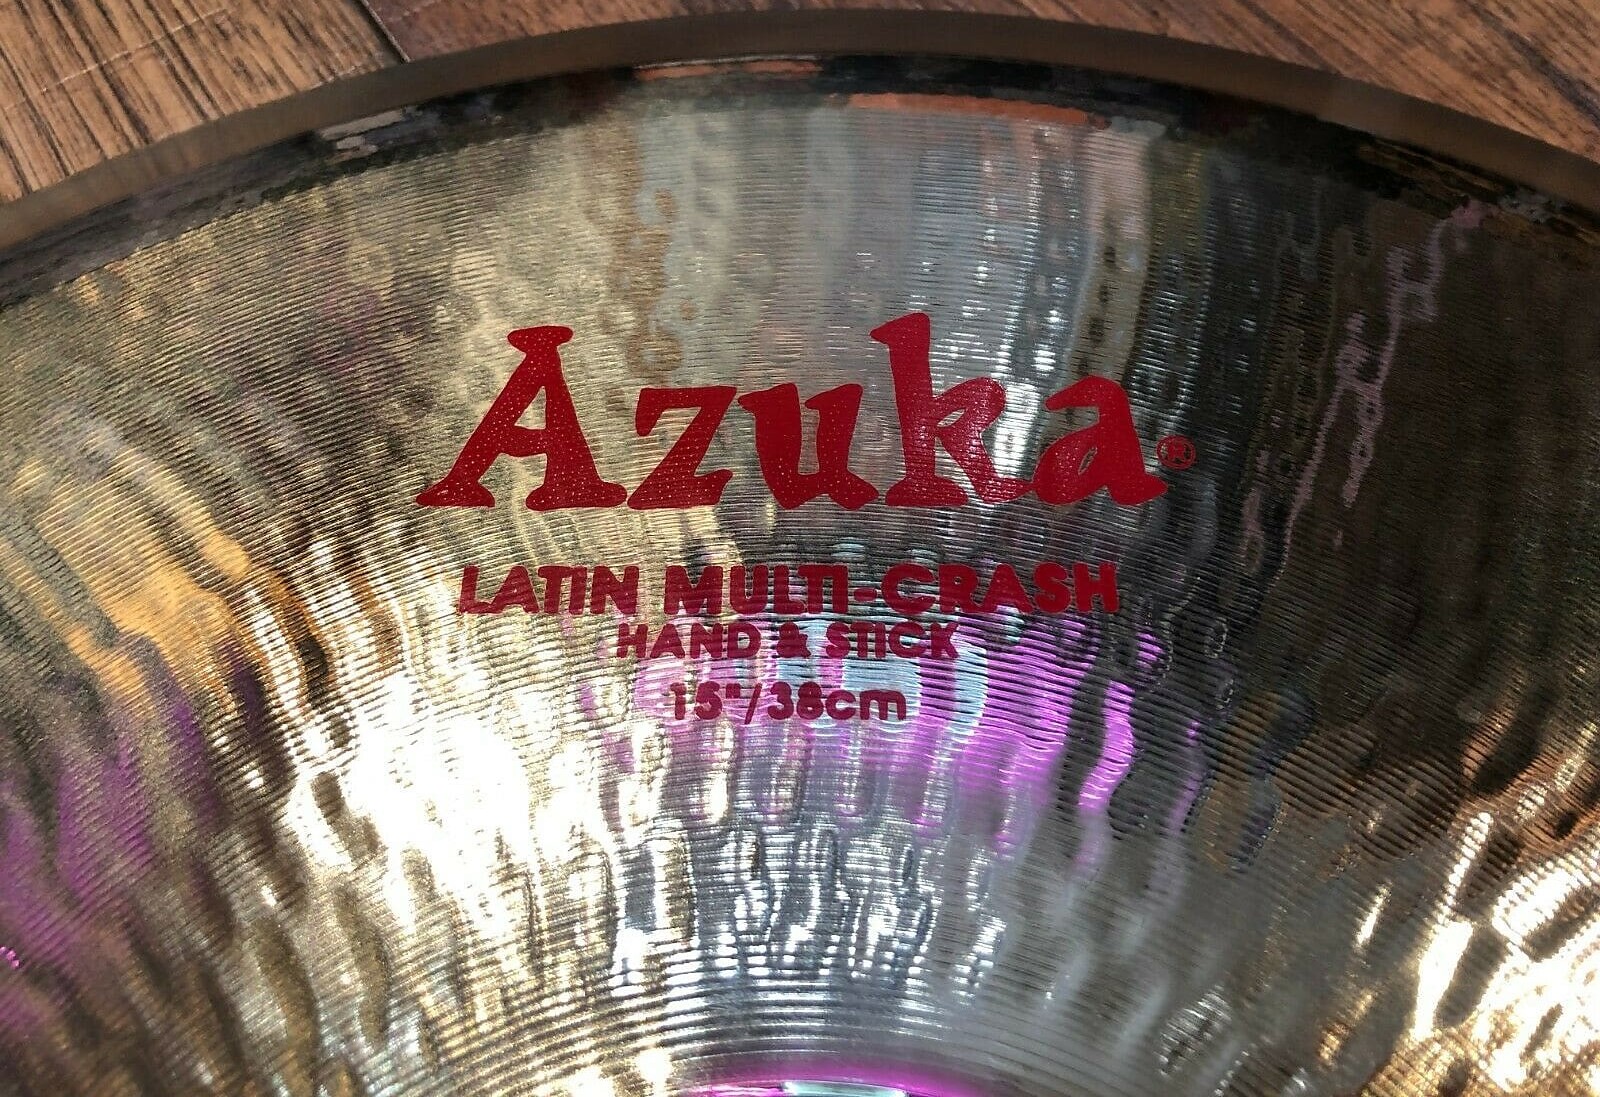 Azuka®
LATIN MULTI-CRASH
HAND & STICK
15"/38cm